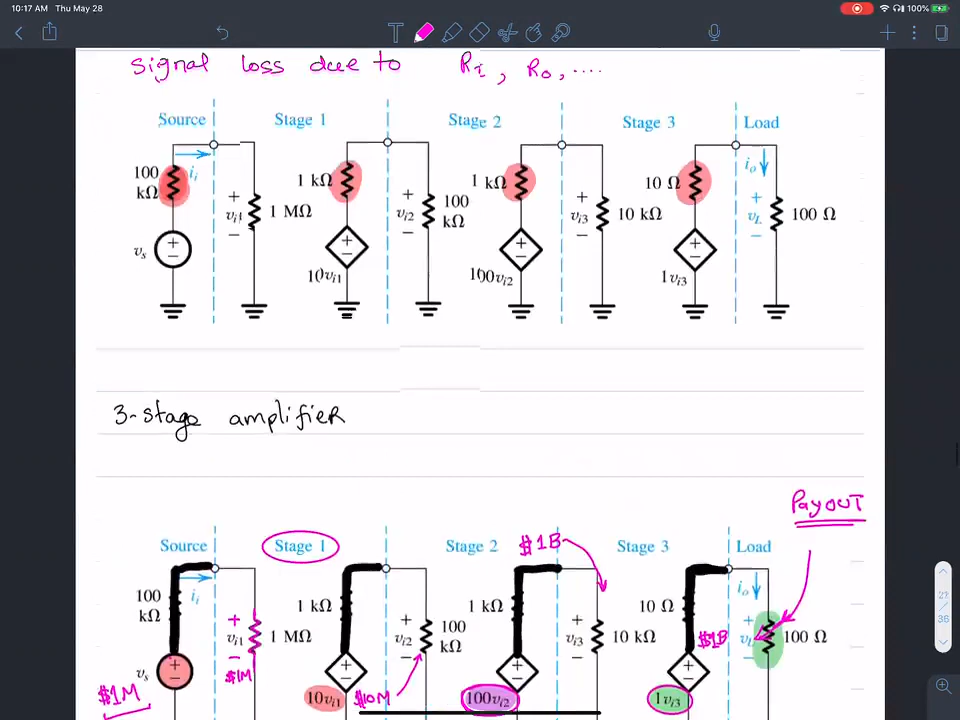 10:17 AM Thu May 28
100%
T
Signal loss due to Ri, Ro, ....
Source Stage 1 Stage 2 Stage 3 Load
100 kΩ ii + vi1 − 1 MΩ 1 kΩ + vi2 − 100 kΩ 1 kΩ + vi3 − 10 kΩ 10 Ω io + vL − 100 Ω
vs + − 10vi1 + − 100vi2 + − 1vi3 + −
3-stage amplifier
Payout
Source Stage 1 Stage 2 $1B Stage 3 Load
100 kΩ ii + vi1 − 1 MΩ 1 kΩ + vi2 − 100 kΩ 1 kΩ + vi3 − 10 kΩ 10 Ω $1B io + vL − 100 Ω
vs + − $1M
$1M 10vi1 $10M 100vi2 1vi3